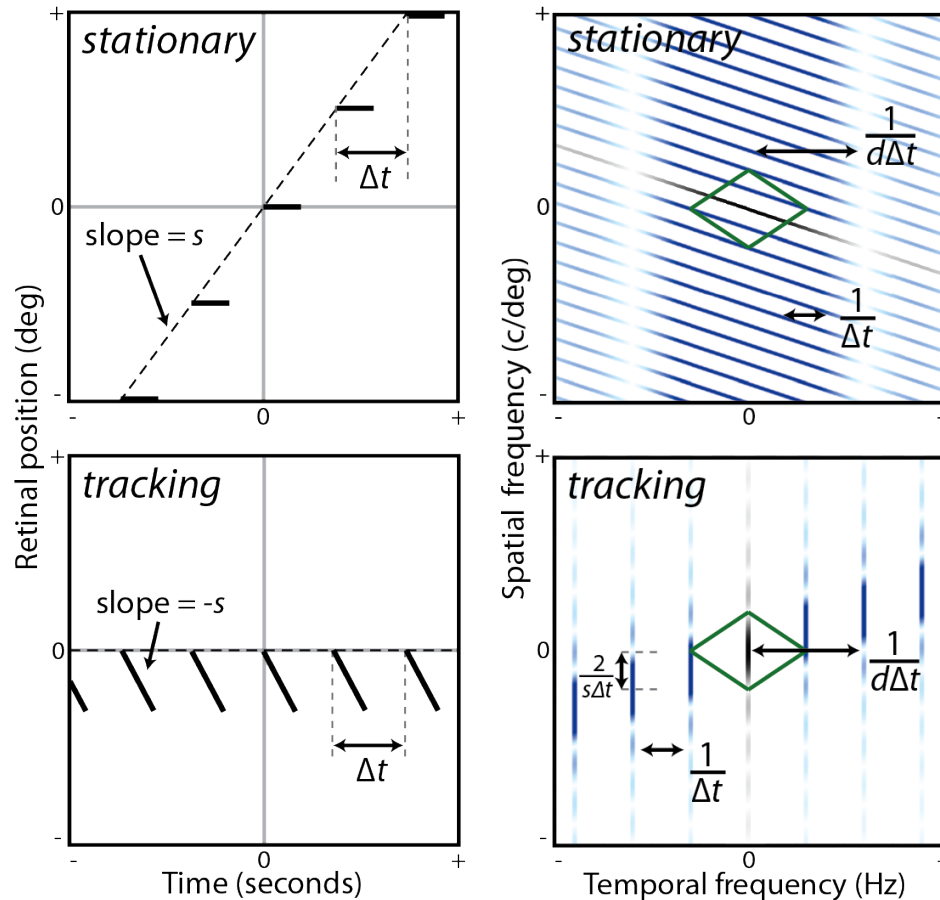 +
stationary
Δt
0
slope = s
-
-
0
+
Retinal position (deg)
+
stationary
1
dΔt
0
1
Δt
-
-
0
+
Spatial frequency (c/deg)
+
tracking
slope = -s
0
Δt
-
-
0
+
Time (seconds)
+
tracking
0
2
sΔt
1
dΔt
1
Δt
-
-
0
+
Temporal frequency (Hz)